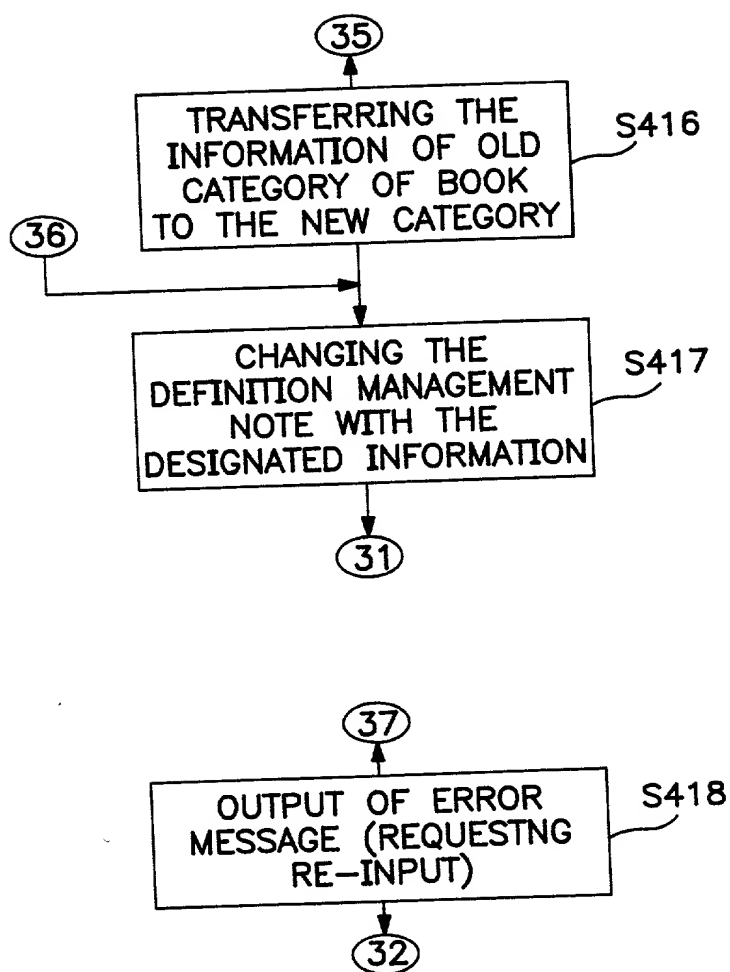 35
TRANSFERRING THE
INFORMATION OF OLD
CATEGORY OF BOOK
TO THE NEW CATEGORY
S416
36
CHANGING THE
DEFINITION MANAGEMENT
NOTE WITH THE
DESIGNATED INFORMATION
S417
31
37
OUTPUT OF ERROR
MESSAGE (REQUESTNG
RE-INPUT)
S418
32